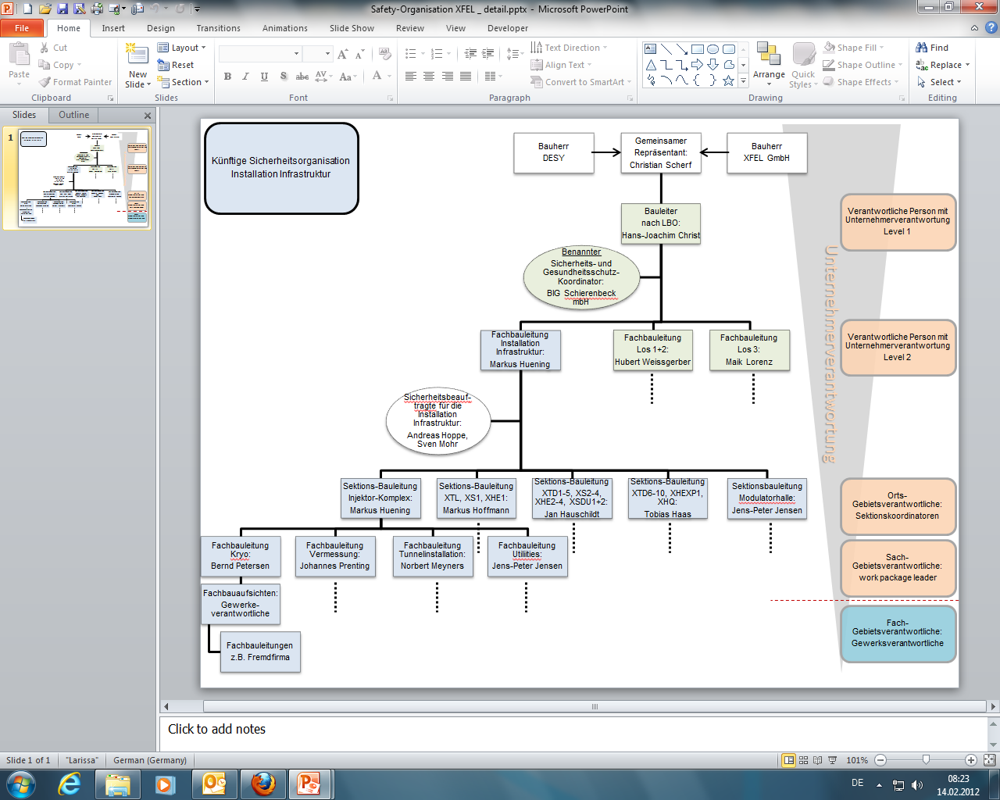 Safety-Organisation XFEL _ detail.pptx - Microsoft PowerPoint
File
Home
Insert
Design
Transitions
Animations
Slide Show
Review
View
Developer
Paste
Cut
Copy
Format Painter
Clipboard
New
Slide
Layout
Reset
Section
Slides
Font
Text Direction
Align Text
Convert to SmartArt
Paragraph
Arrange
Quick
Styles
Shape Fill
Shape Outline
Shape Effects
Drawing
Find
Replace
Select
Editing
Slides
Outline
1
Künftige Sicherheitsorganisation
Installation Infrastruktur
Bauherr
DESY
Gemeinsamer
Repräsentant:
Christian Scherf
Bauherr
XFEL GmbH
Bauleiter
nach LBO:
Hans-Joachim Christ
Benannter
Sicherheits- und
Gesundheitsschutz-
Koordinator:
BIG Schierenbeck
mbH
Fachbauleitung
Installation
Infrastruktur:
Markus Huening
Fachbauleitung
Los 1+2:
Hubert Weissgerber
Fachbauleitung
Los 3:
Maik Lorenz
Sicherheitsbeauf-
tragte für die
Installation
Infrastruktur:
Andreas Hoppe,
Sven Mohr
Sektions-Bauleitung
Injektor-Komplex:
Markus Huening
Sektions-Bauleitung
XTL, XS1, XHE1:
Markus Hoffmann
Sektions-Bauleitung
XTD1-5, XS2-4,
XHE2-4, XSDU1+2:
Jan Hauschildt
Sektions-Bauleitung
XTD6-10, XHEXP1,
XHQ:
Tobias Haas
Sektionsbauleitung
Modulatorhalle:
Jens-Peter Jensen
Fachbauleitung
Kryo:
Bernd Petersen
Fachbauleitung
Vermessung:
Johannes Prenting
Fachbauleitung
Tunnelinstallation:
Norbert Meyners
Fachbauleitung
Utilities:
Jens-Peter Jensen
Fachbauaufsichten:
Gewerke-
verantwortliche
Fachbauleitungen
z.B. Fremdfirma
Unternehmerverantwortung
Verantwortliche Person mit
Unternehmerverantwortung
Level 1
Verantwortliche Person mit
Unternehmerverantwortung
Level 2
Orts-
Gebietsverantwortliche:
Sektionskoordinatoren
Sach-
Gebietsverantwortliche:
work package leader
Fach-
Gebietsverantwortliche:
Gewerksverantwortliche
Click to add notes
Slide 1 of 1
"Larissa"
German (Germany)
101%
DE
08:23
14.02.2012